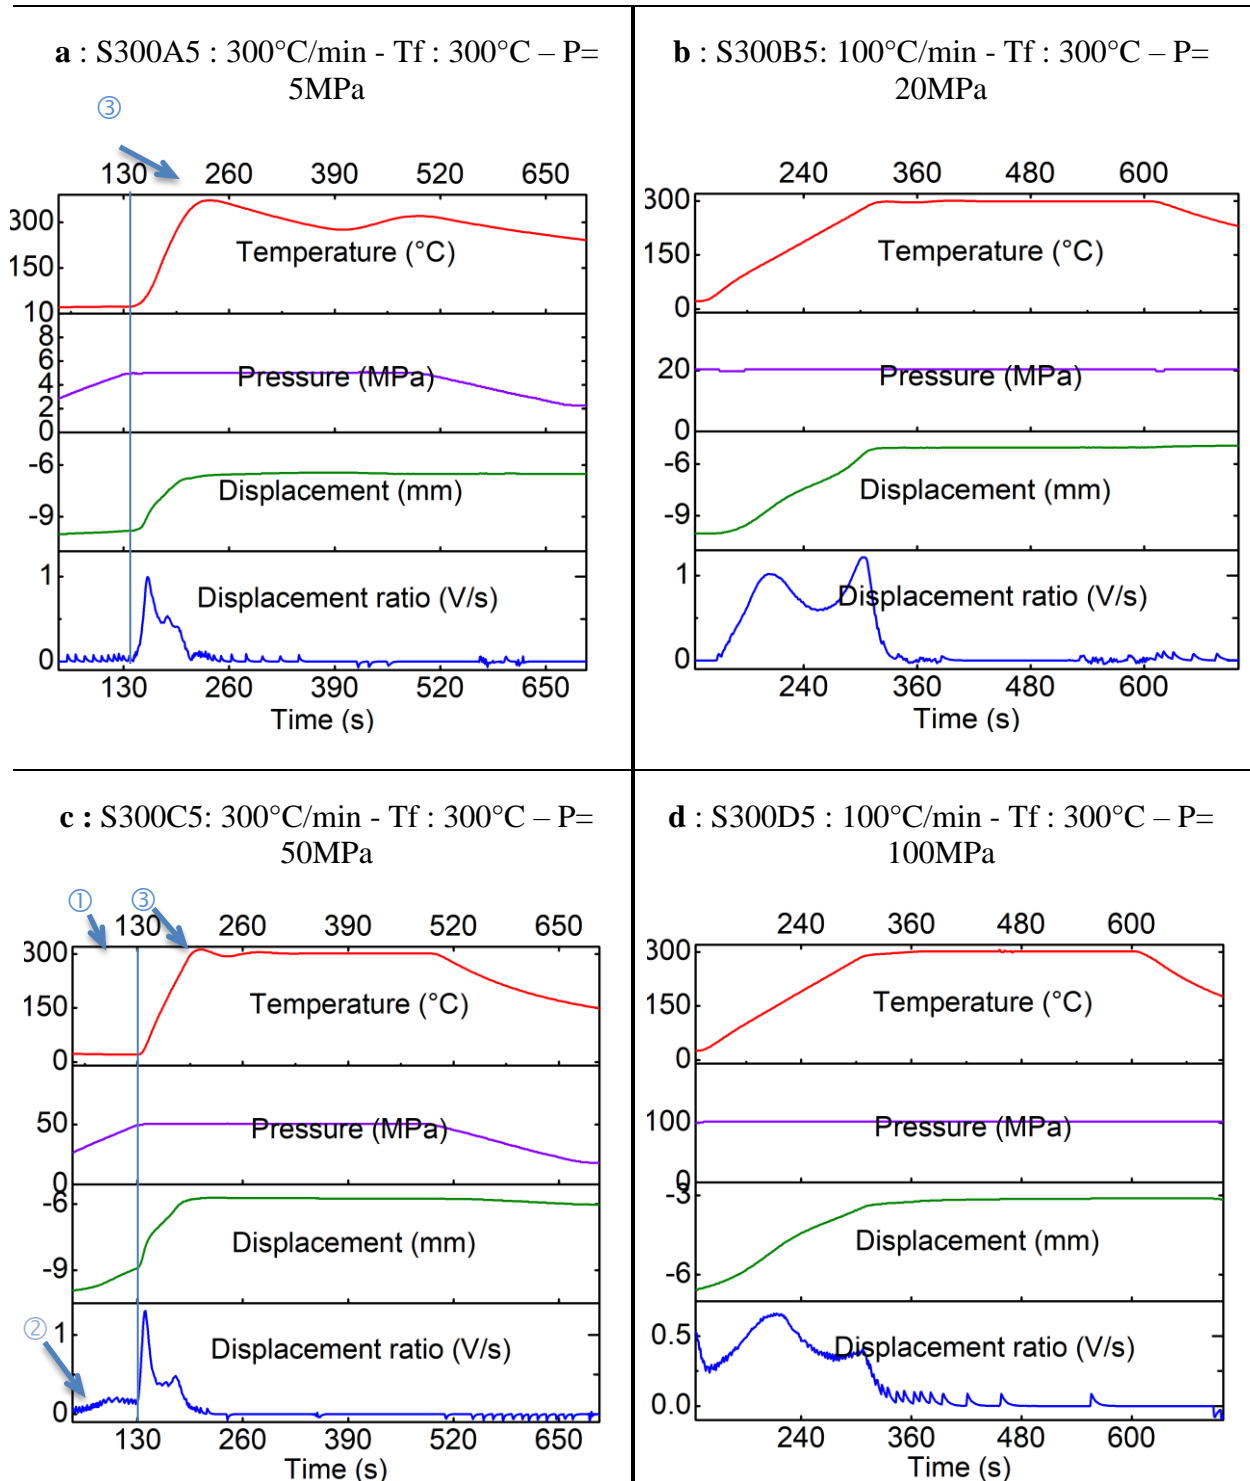 a : S300A5 : 300°C/min - Tf : 300°C – P=
5MPa
③
130 260 390 520 650
300
150
10
Temperature (°C)
8
6
4
2
0
Pressure (MPa)
-6
-9
Displacement (mm)
1
0
Displacement ratio (V/s)
130 260 390 520 650
Time (s)
b : S300B5: 100°C/min - Tf : 300°C – P=
20MPa
240 360 480 600
300
150
0
Temperature (°C)
20
0
Pressure (MPa)
-6
-9
Displacement (mm)
1
0
Displacement ratio (V/s)
240 360 480 600
Time (s)
c : S300C5: 300°C/min - Tf : 300°C – P=
50MPa
① ③
130 260 390 520 650
300
150
0
Temperature (°C)
50
0
Pressure (MPa)
-6
-9
Displacement (mm)
②
1
0
Displacement ratio (V/s)
130 260 390 520 650
Time (s)
d : S300D5 : 100°C/min - Tf : 300°C – P=
100MPa
240 360 480 600
300
150
0
Temperature (°C)
100
0
Pressure (MPa)
-3
-6
Displacement (mm)
0.5
0.0
Displacement ratio (V/s)
240 360 480 600
Time (s)